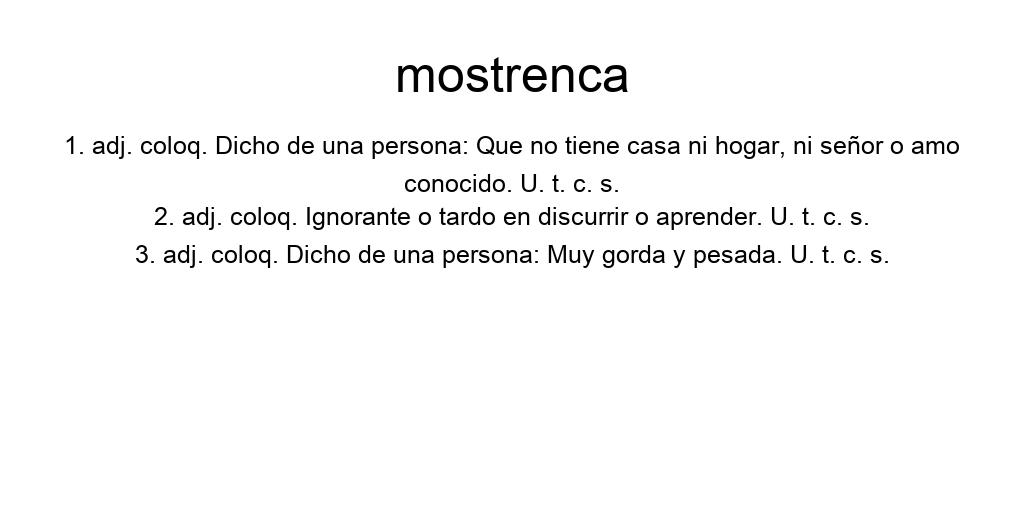 mostrenca
1. adj. coloq. Dicho de una persona: Que no tiene casa ni hogar, ni señor o amo
conocido. U. t. c. s.
2. adj. coloq. Ignorante o tardo en discurrir o aprender. U. t. c. s.
3. adj. coloq. Dicho de una persona: Muy gorda y pesada. U. t. c. s.